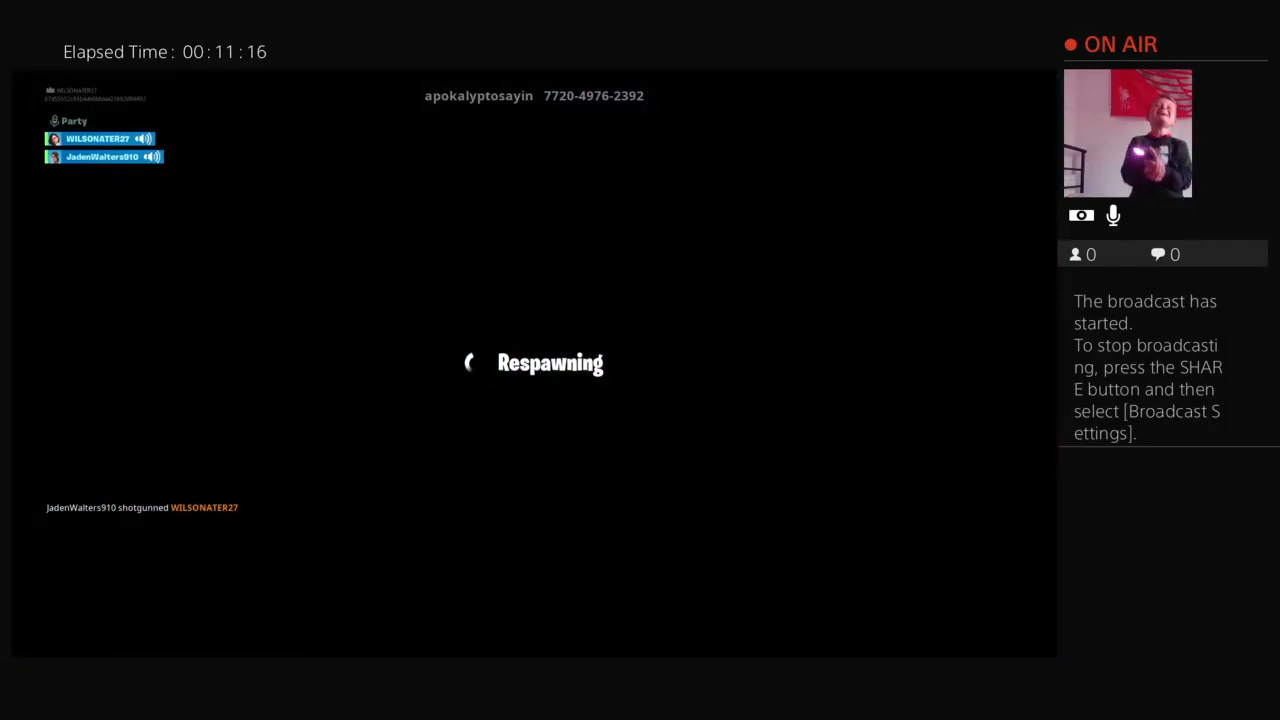 Elapsed Time: 00:11:16
ON AIR
WILSONATER27
apokalyptosayin 7720-4976-2392
Party
WILSONATER27
JadenWalters910
0 0
The broadcast has
started.
To stop broadcasti
ng, press the SHAR
E button and then
select [Broadcast S
ettings].
Respawning
JadenWalters910 shotgunned WILSONATER27